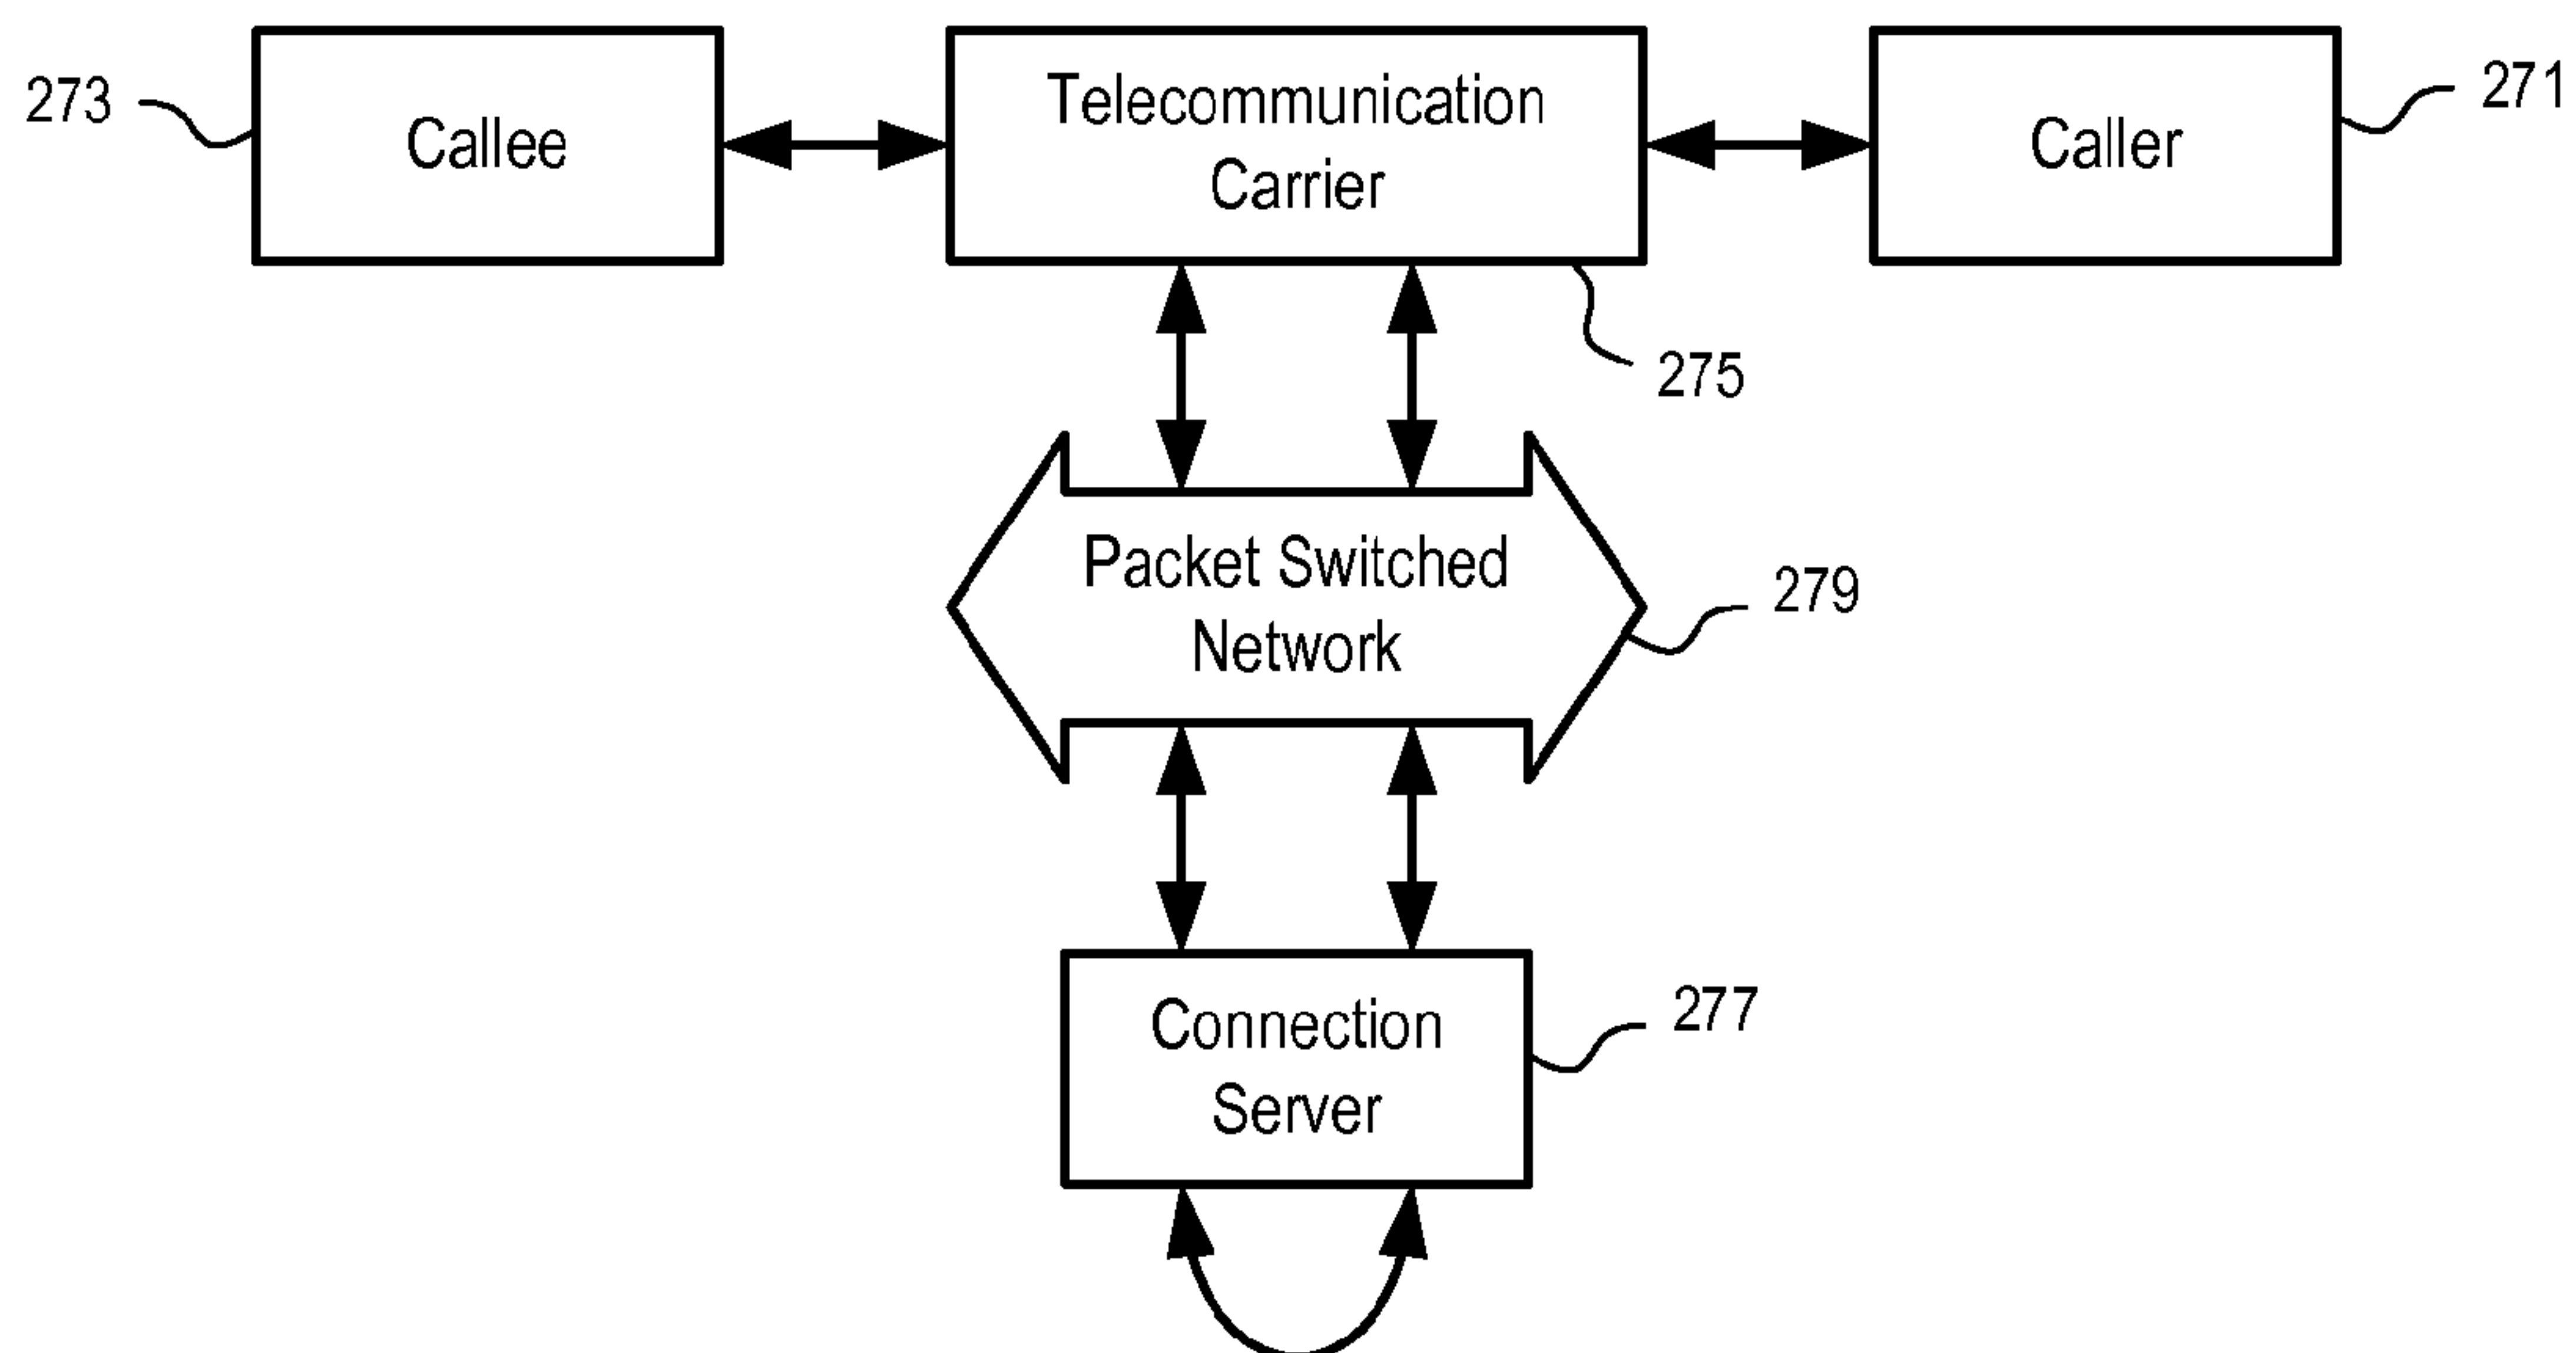 273
Callee
Telecommunication
Carrier
Caller
271
275
Packet Switched
Network
279
Connection
Server
277